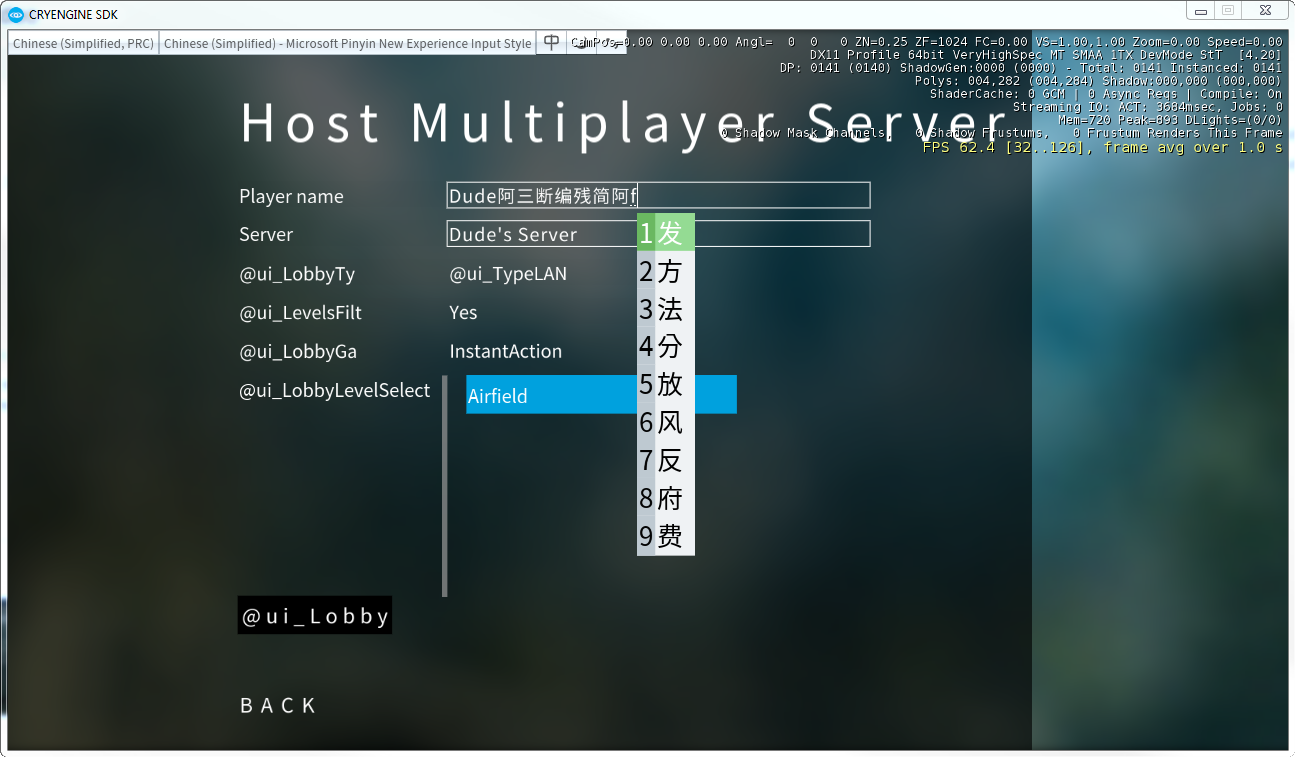 CRYENGINE SDK
Chinese (Simplified, PRC) Chinese (Simplified) - Microsoft Pinyin New Experience Input Style 中
CamPos=0.00 0.00 0.00 Angl= 0 0 0 ZN=0.25 ZF=1024 FC=0.00 VS=1.00,1.00 Zoom=0.00 Speed=0.00
DX11 Profile 64bit VeryHighSpec MT SMAA 1TX DevMode StT [4.20]
DP: 0141 (0140) ShadowGen:0000 (0000) - Total: 0141 Instanced: 0141
Polys: 004,282 (004,284) Shadow:000,000 (000,000)
ShaderCache: 0 GCM | 0 Async Reqs | Compile: On
Streaming IO: ACT: 3684msec, Jobs: 0
Mem=720 Peak=893 DLights=(0/0)
0 Shadow Mask Channels, 0 Shadow Frustums, 0 Frustum Renders This Frame
FPS 62.4 [32..126], frame avg over 1.0 s
Host Multiplayer Server
Player name Dude阿三断编残简阿f
Server Dude's Server
@ui_LobbyTy @ui_TypeLAN
@ui_LevelsFilt Yes
@ui_LobbyGa InstantAction
@ui_LobbyLevelSelect Airfield
1 发
2 方
3 法
4 分
5 放
6 风
7 反
8 府
9 费
@ui_Lobby
BACK